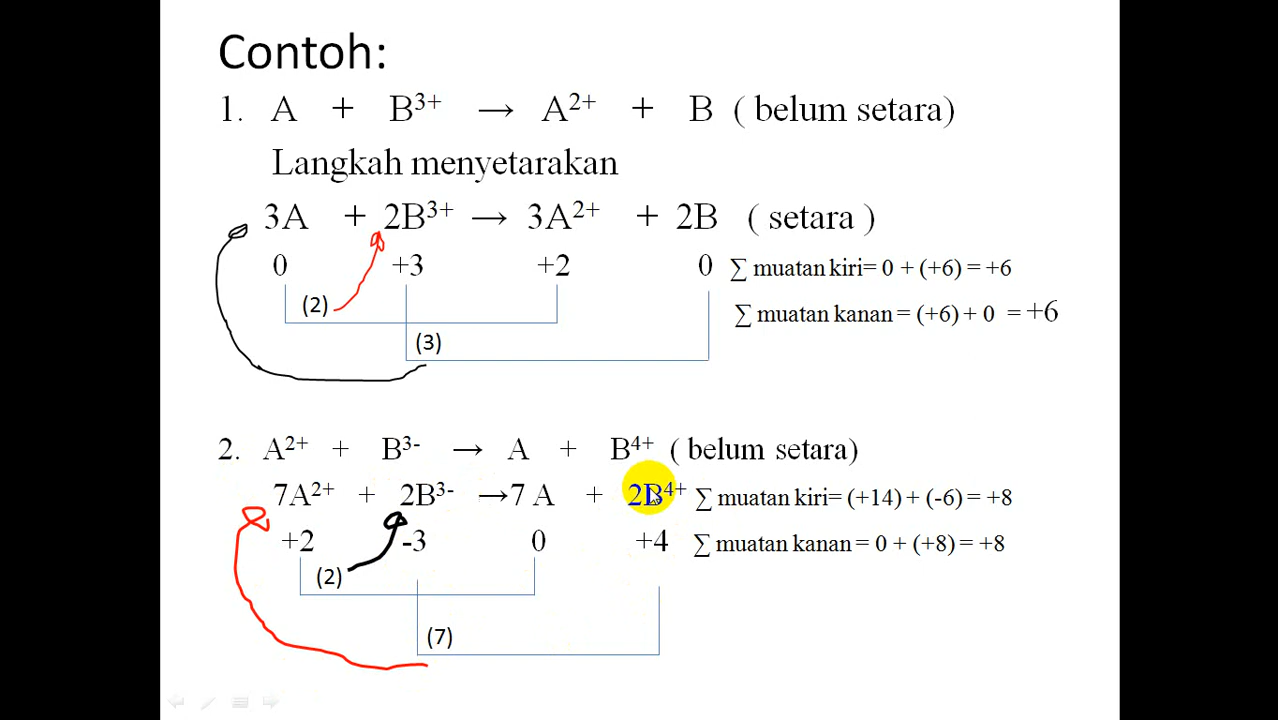 Contoh:
1. A + B³⁺ → A²⁺ + B ( belum setara)
Langkah menyetarakan
3A + 2B³⁺ → 3A²⁺ + 2B ( setara )
0 +3 +2 0 ∑ muatan kiri= 0 + (+6) = +6
(2) ∑ muatan kanan = (+6) + 0 = +6
(3)
2. A²⁺ + B³⁻ → A + B⁴⁺ ( belum setara)
7A²⁺ + 2B³⁻ →7 A + 2B⁴⁺ ∑ muatan kiri= (+14) + (-6) = +8
+2 -3 0 +4 ∑ muatan kanan = 0 + (+8) = +8
(2)
(7)